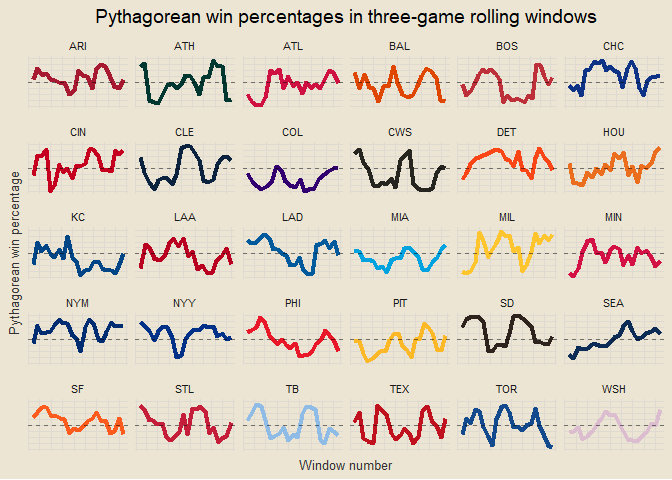 Pythagorean win percentages in three-game rolling windows
ARI ATH ATL BAL BOS CHC
CIN CLE COL CWS DET HOU
KC LAA LAD MIA MIL MIN
NYM NYY PHI PIT SD SEA
SF STL TB TEX TOR WSH
Pythagorean win percentage
Window number